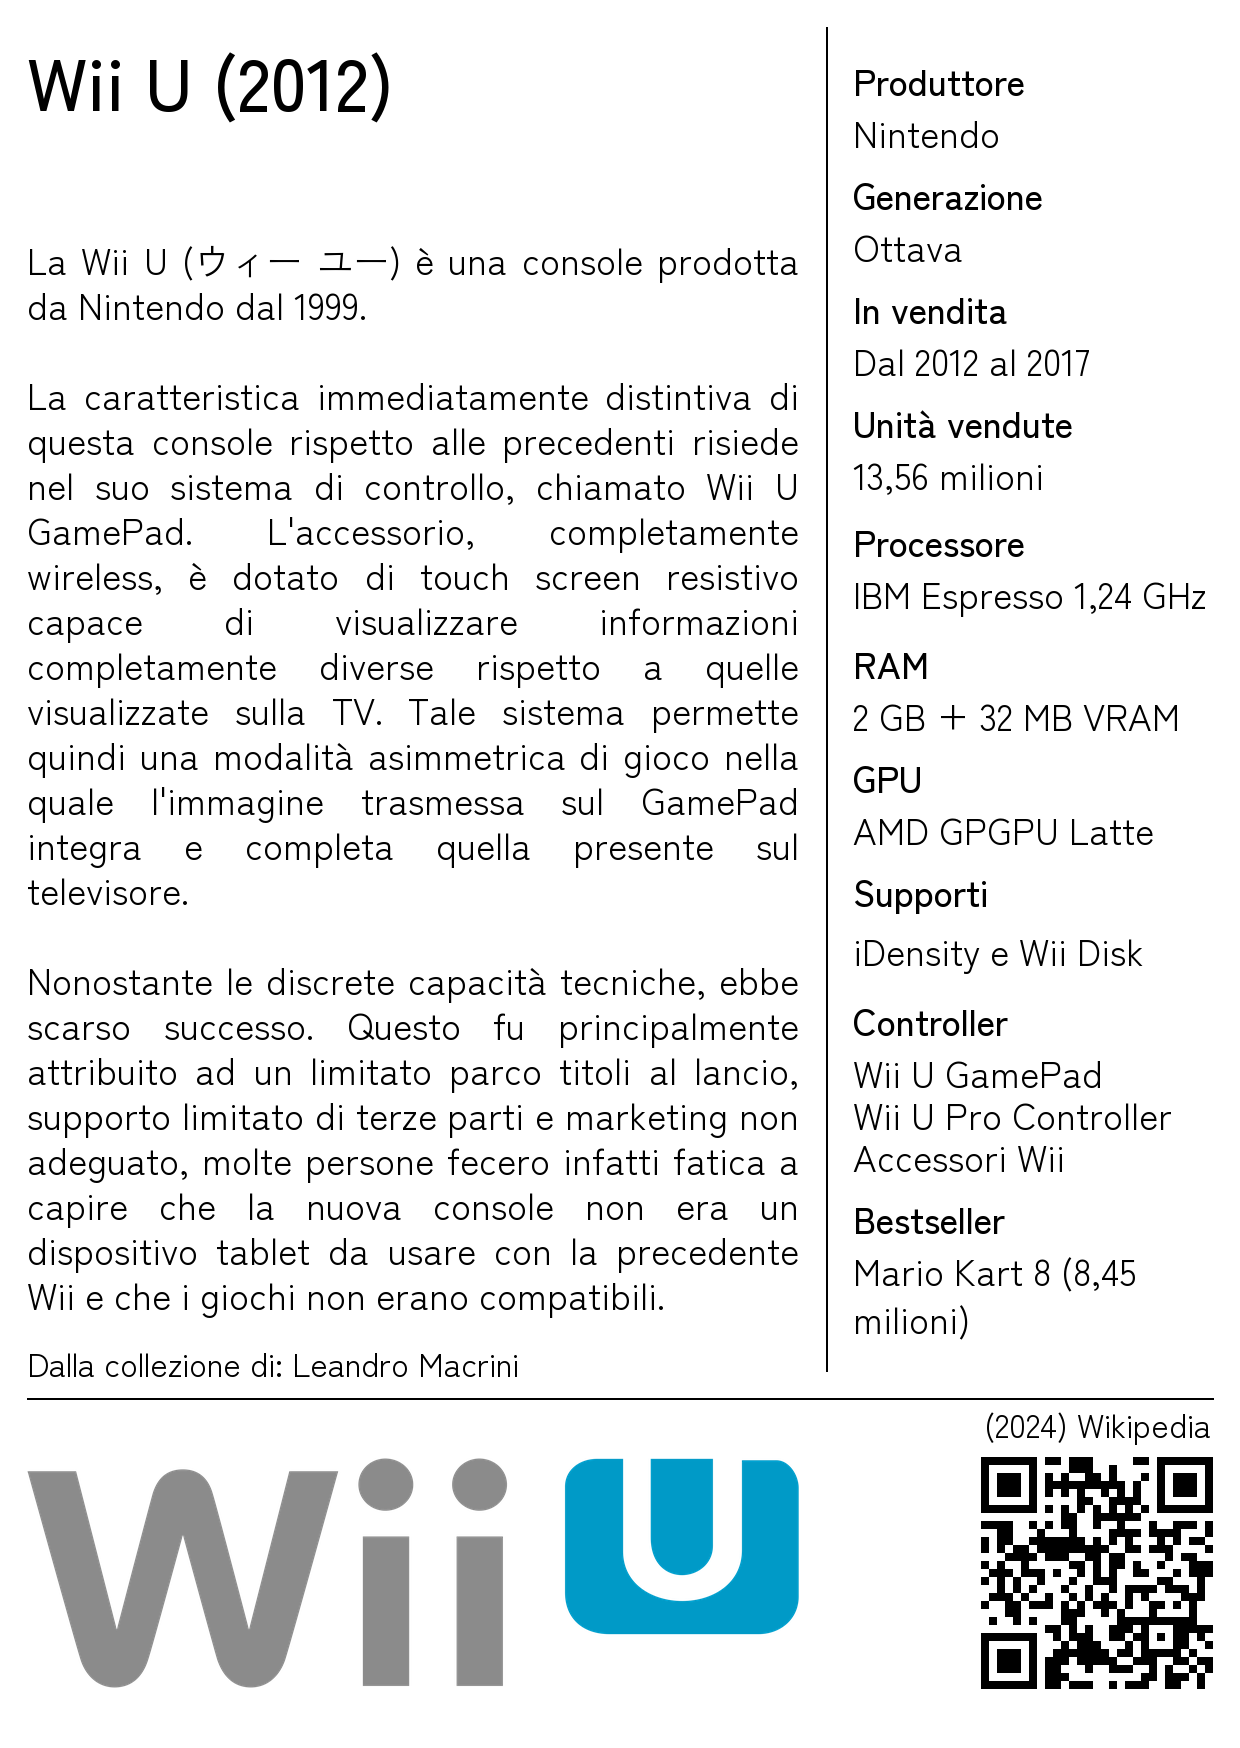 Wii U (2012)
La Wii U (ウィー ユー) è una console prodotta
da Nintendo dal 1999.
La caratteristica immediatamente distintiva di
questa console rispetto alle precedenti risiede
nel suo sistema di controllo, chiamato Wii U
GamePad. L'accessorio, completamente
wireless, è dotato di touch screen resistivo
capace di visualizzare informazioni
completamente diverse rispetto a quelle
visualizzate sulla TV. Tale sistema permette
quindi una modalità asimmetrica di gioco nella
quale l'immagine trasmessa sul GamePad
integra e completa quella presente sul
televisore.
Nonostante le discrete capacità tecniche, ebbe
scarso successo. Questo fu principalmente
attribuito ad un limitato parco titoli al lancio,
supporto limitato di terze parti e marketing non
adeguato, molte persone fecero infatti fatica a
capire che la nuova console non era un
dispositivo tablet da usare con la precedente
Wii e che i giochi non erano compatibili.
Dalla collezione di: Leandro Macrini
Produttore
Nintendo
Generazione
Ottava
In vendita
Dal 2012 al 2017
Unità vendute
13,56 milioni
Processore
IBM Espresso 1,24 GHz
RAM
2 GB + 32 MB VRAM
GPU
AMD GPGPU Latte
Supporti
iDensity e Wii Disk
Controller
Wii U GamePad
Wii U Pro Controller
Accessori Wii
Bestseller
Mario Kart 8 (8,45
milioni)
(2024) Wikipedia
Wii U